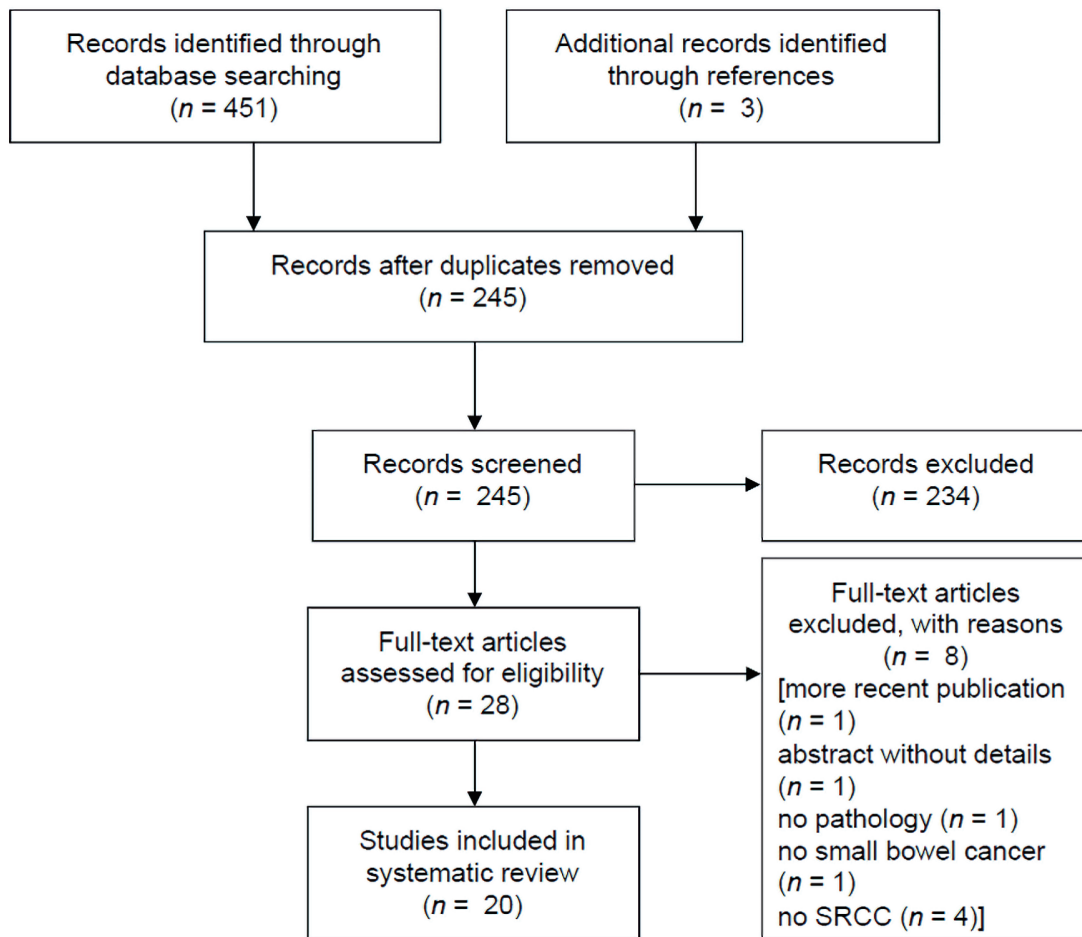 Records identified through
database searching
(n = 451)
Additional records identified
through references
(n = 3)
Records after duplicates removed
(n = 245)
Records screened
(n = 245)
Records excluded
(n = 234)
Full-text articles
assessed for eligibility
(n = 28)
Full-text articles
excluded, with reasons
(n = 8)
[more recent publication
(n = 1)
abstract without details
(n = 1)
no pathology (n = 1)
no small bowel cancer
(n = 1)
no SRCC (n = 4)]
Studies included in
systematic review
(n = 20)